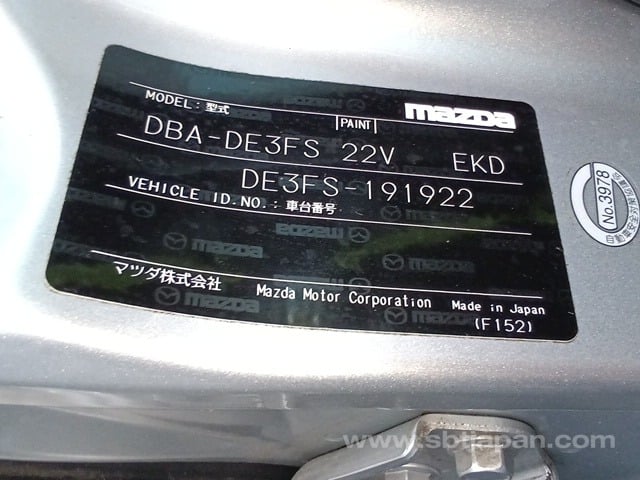 MODEL: 型式
mazda
PAINT
DBA-DE3FS 22V EKD
DE3FS-191922
VEHICLE ID.NO.: 車台番号
マツダ株式会社
Mazda Motor Corporation
Made in Japan
(F152)
No.3978
www.sbtjapan.com